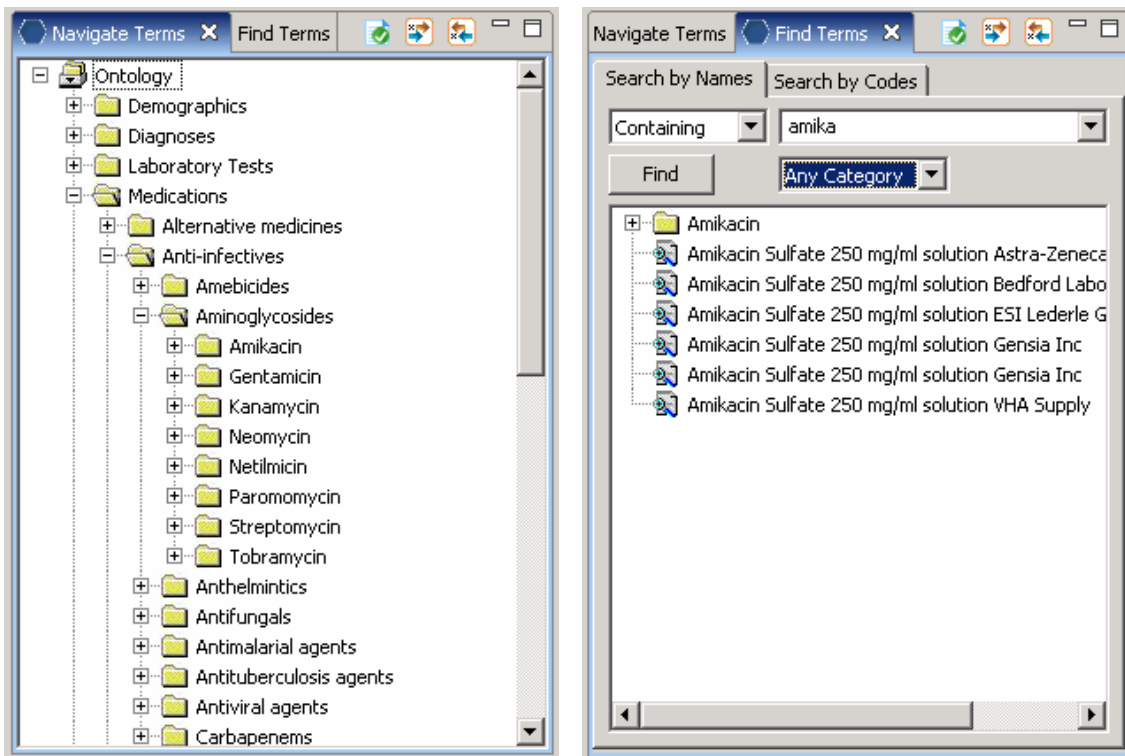 Navigate Terms Find Terms
Ontology
Demographics
Diagnoses
Laboratory Tests
Medications
Alternative medicines
Anti-infectives
Amebicides
Aminoglycosides
Amikacin
Gentamicin
Kanamycin
Neomycin
Netilmicin
Paromomycin
Streptomycin
Tobramycin
Anthelmintics
Antifungals
Antimalarial agents
Antituberculosis agents
Antiviral agents
Carbapenems
Navigate Terms Find Terms
Search by Names Search by Codes
Containing amika
Find Any Category
Amikacin
Amikacin Sulfate 250 mg/ml solution Astra-Zeneca
Amikacin Sulfate 250 mg/ml solution Bedford Labo
Amikacin Sulfate 250 mg/ml solution ESI Lederle G
Amikacin Sulfate 250 mg/ml solution Gensia Inc
Amikacin Sulfate 250 mg/ml solution Gensia Inc
Amikacin Sulfate 250 mg/ml solution VHA Supply